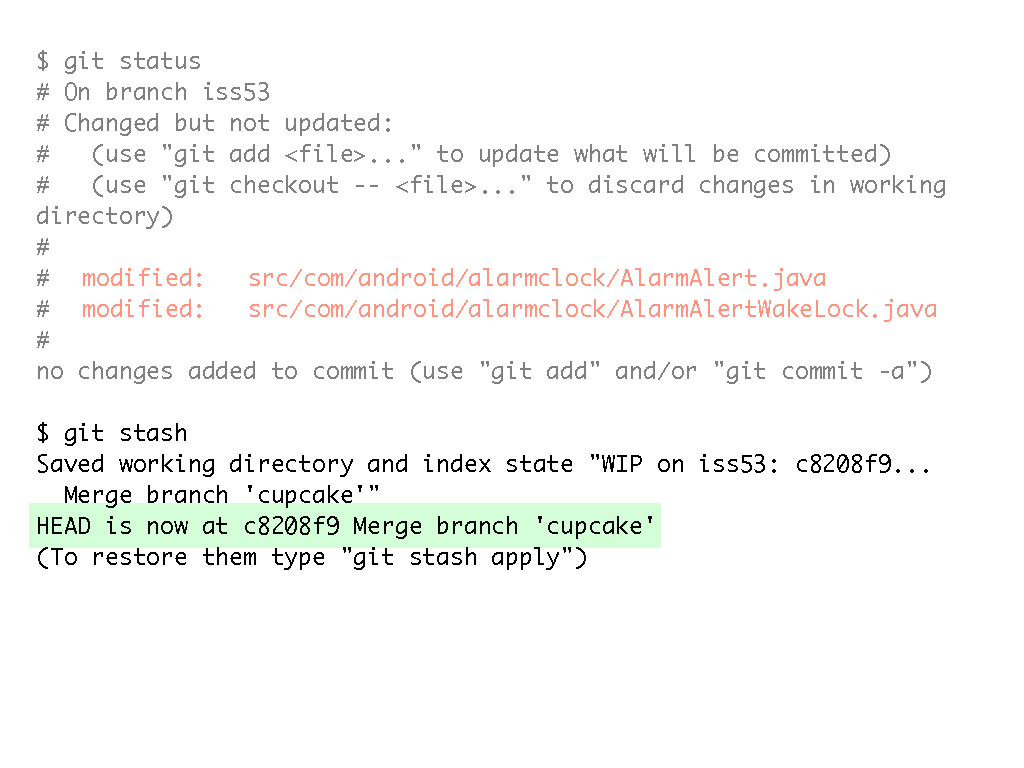 $ git status
# On branch iss53
# Changed but not updated:
#   (use "git add <file>..." to update what will be committed)
#   (use "git checkout -- <file>..." to discard changes in working
directory)
#
#  modified:   src/com/android/alarmclock/AlarmAlert.java
#  modified:   src/com/android/alarmclock/AlarmAlertWakeLock.java
#
no changes added to commit (use "git add" and/or "git commit -a")

$ git stash
Saved working directory and index state "WIP on iss53: c8208f9...
  Merge branch 'cupcake'"
HEAD is now at c8208f9 Merge branch 'cupcake'
(To restore them type "git stash apply")